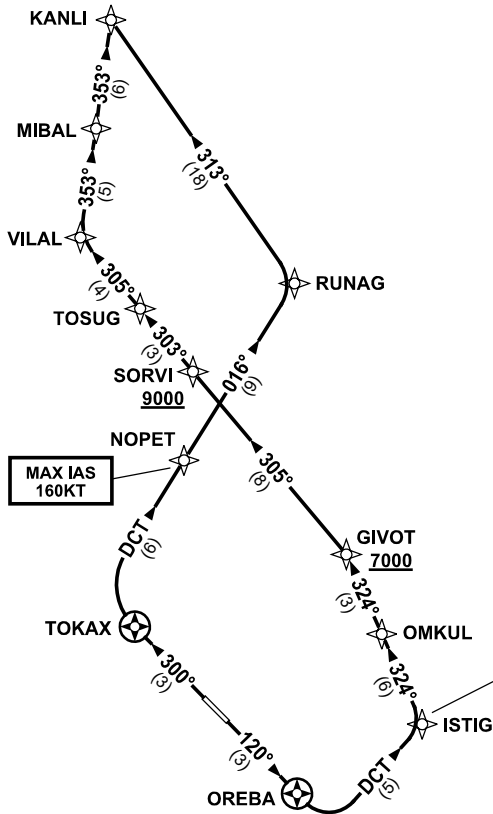 KANLI
353°
(6)
MIBAL
313°
(18)
353°
(5)
VILAL
305°
(4)
RUNAG
TOSUG
303°
(3)
SORVI
9000
016°
(9)
NOPET
MAX IAS
160KT
305°
(8)
DCT
(6)
GIVOT
7000
324°
(3)
TOKAX
OMKUL
300°
(3)
324°
(6)
120°
(3)
ISTIG
DCT
(5)
OREBA